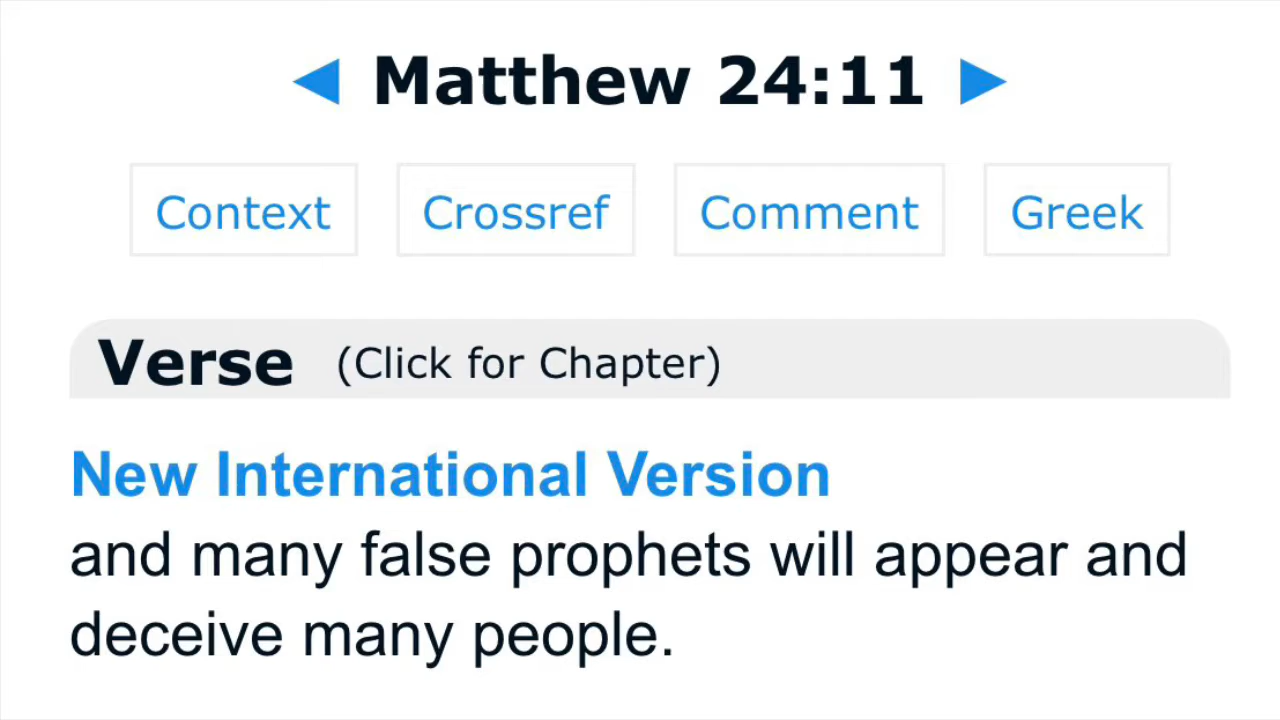 ◄ Matthew 24:11 ►
Context Crossref Comment Greek
Verse (Click for Chapter)
New International Version
and many false prophets will appear and
deceive many people.